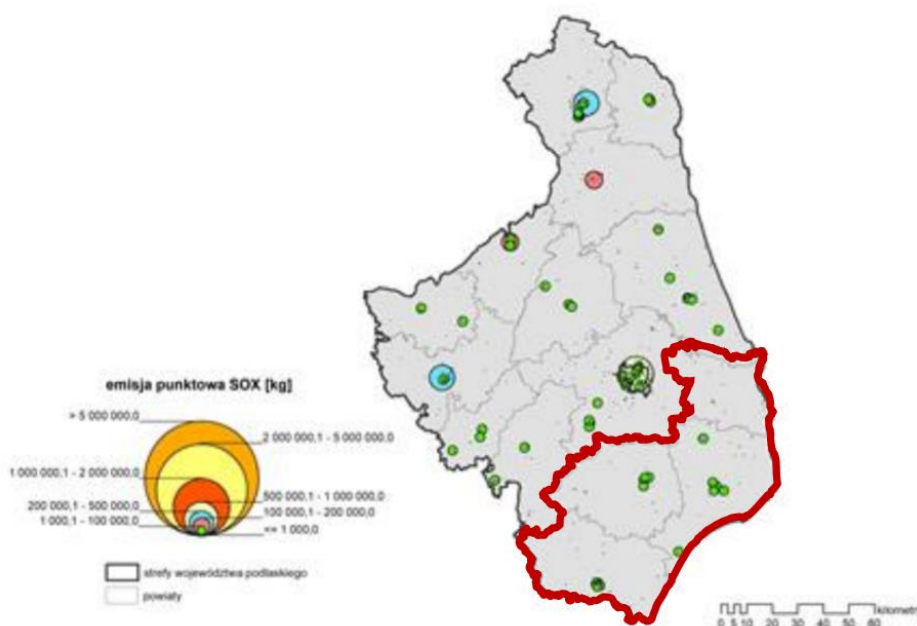 emisja punktowa SOX [kg]
> 5 000 000,0
2 000 000,1 - 5 000 000,0
1 000 000,1 - 2 000 000,0
500 000,1 - 1 000 000,0
200 000,1 - 500 000,0
100 000,1 - 200 000,0
1 000,1 - 100 000,0
<= 1 000,0
strefy województwa podlaskiego
powiaty
kilometry
0 5 10 20 30 40 50 60